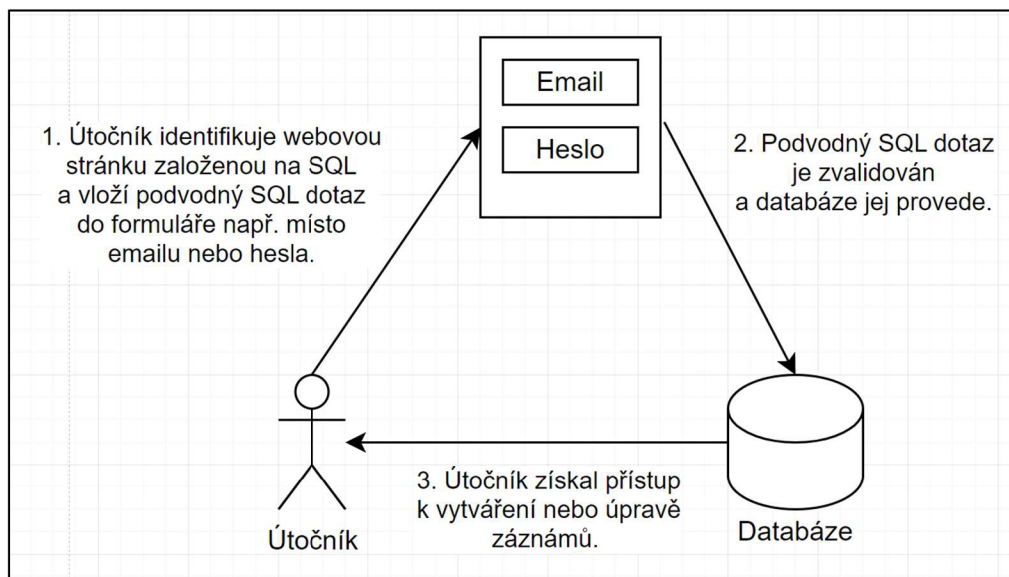 Email
Heslo
1. Útočník identifikuje webovou
stránku založenou na SQL
a vloží podvodný SQL dotaz
do formuláře např. místo
emailu nebo hesla.
2. Podvodný SQL dotaz
je zvalidován
a databáze jej provede.
3. Útočník získal přístup
k vytváření nebo úpravě
záznámů.
Útočník
Databáze